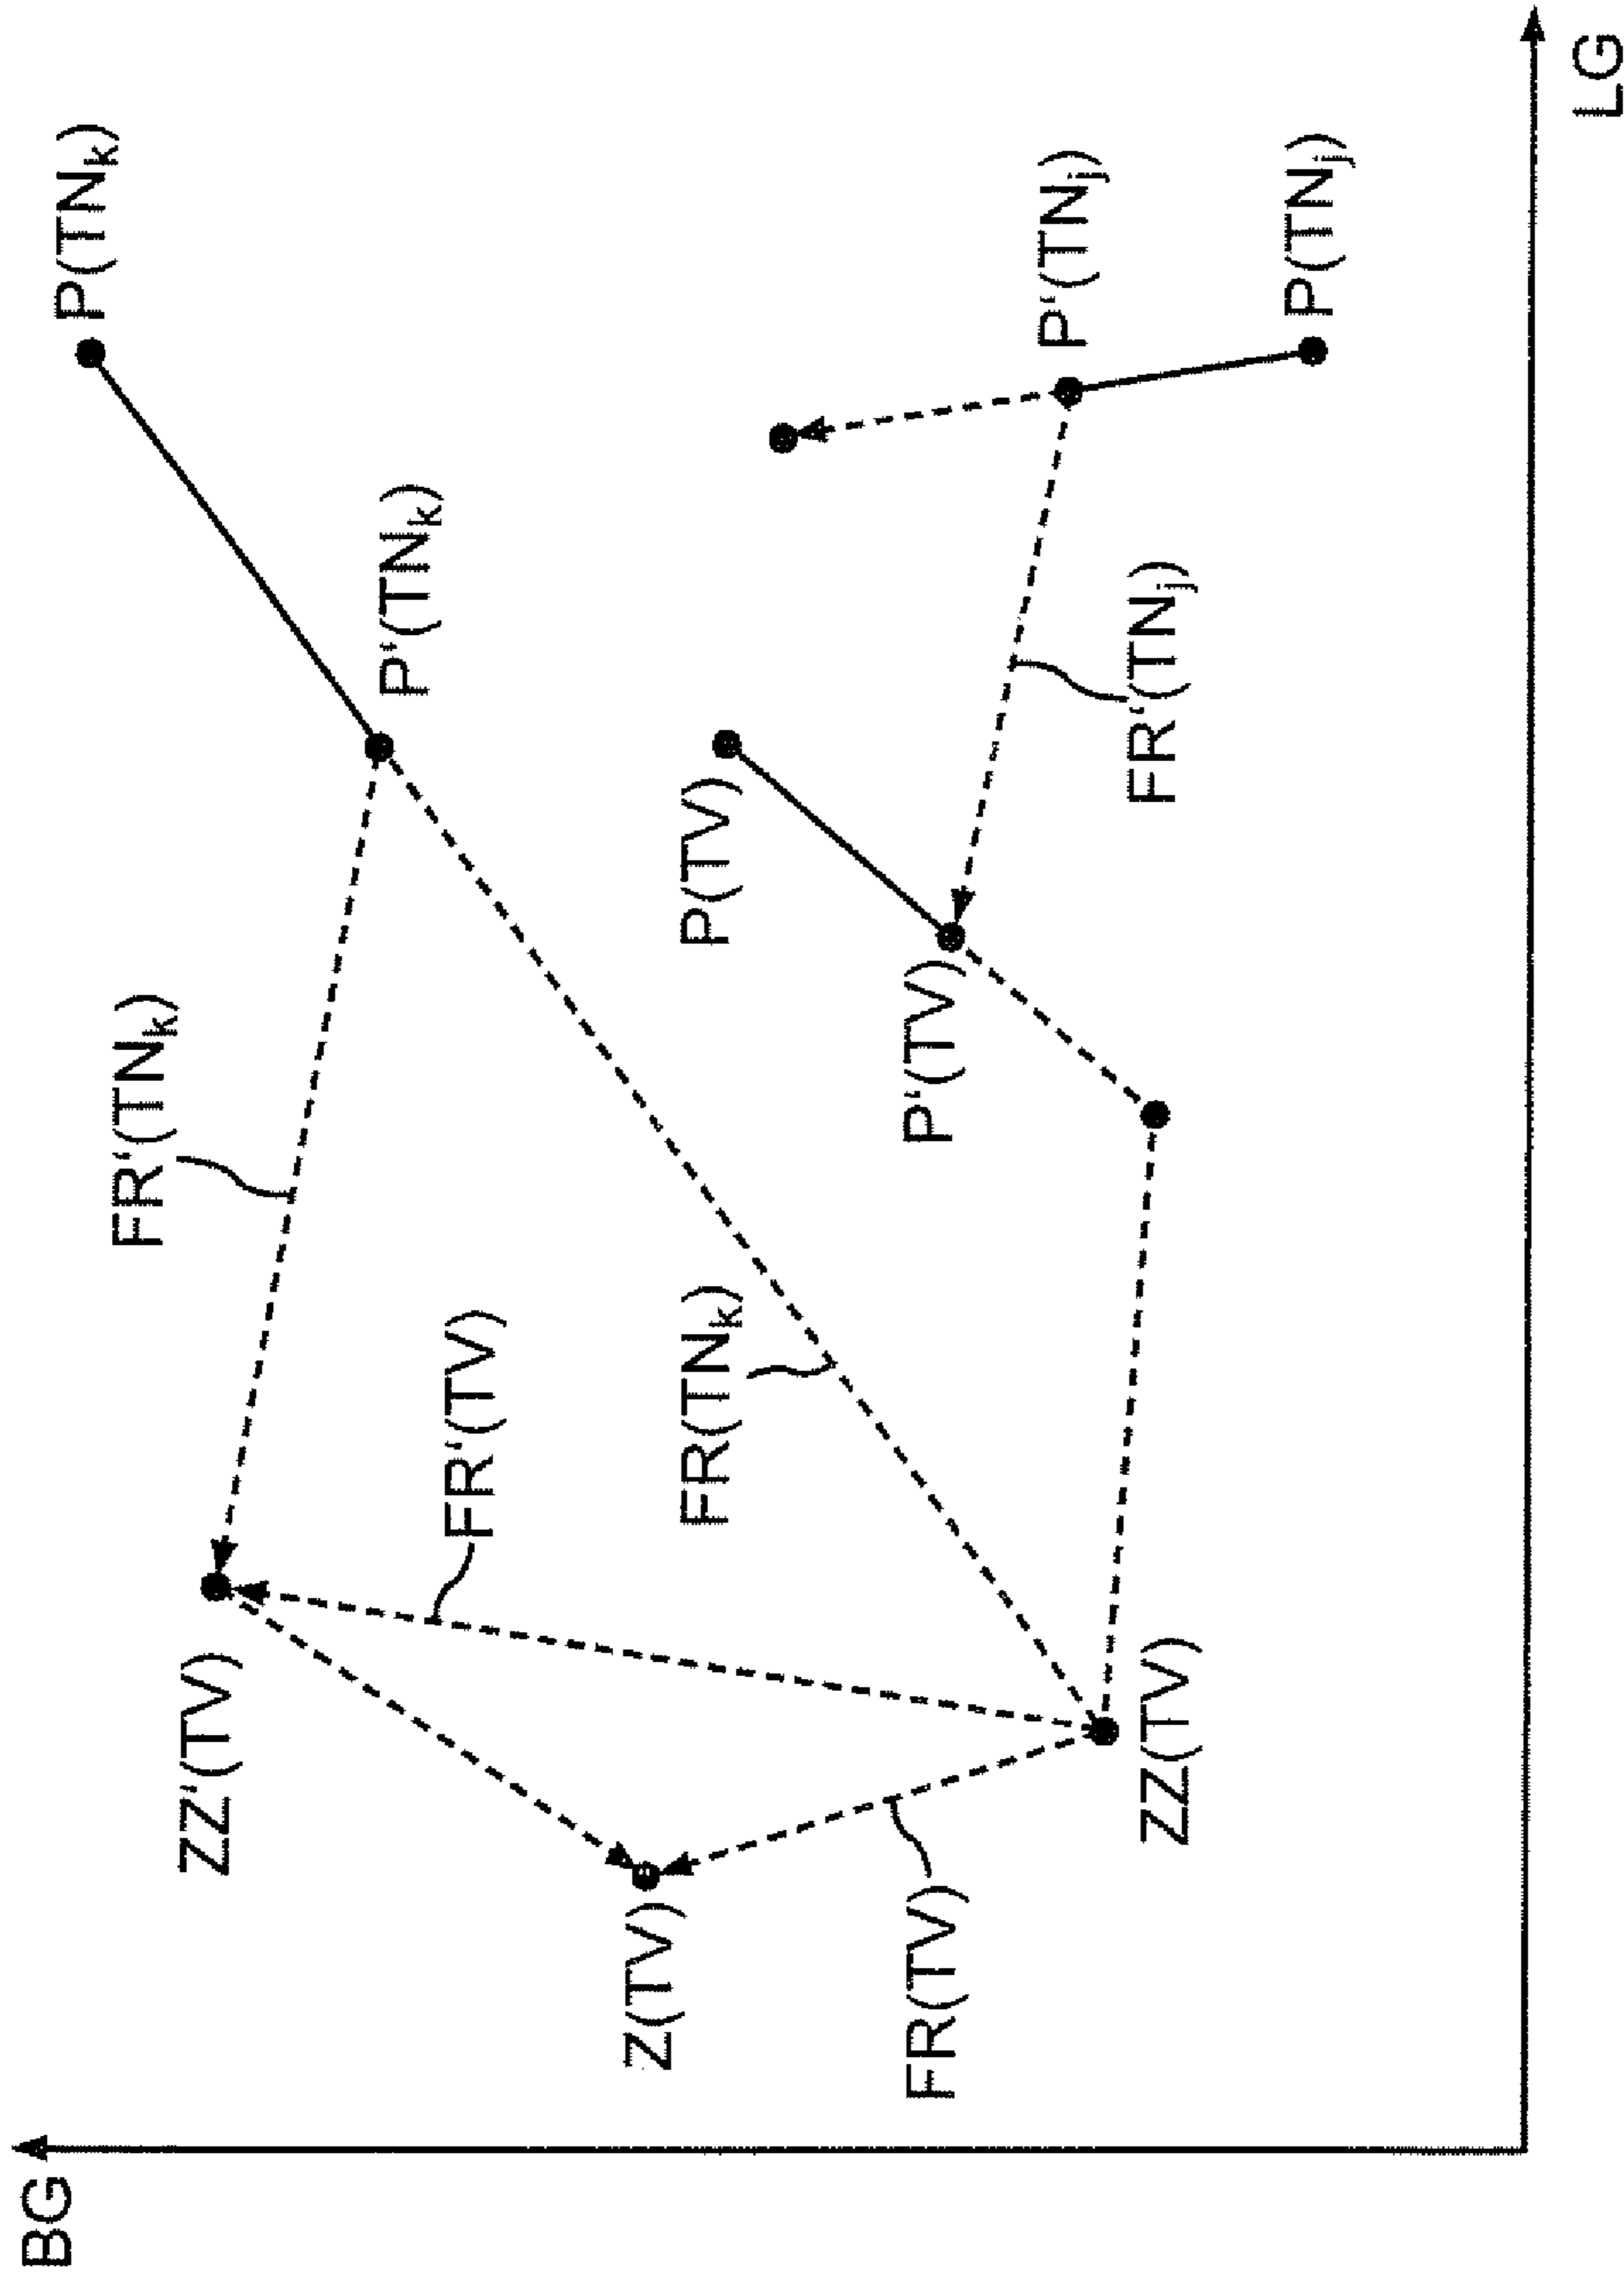 BG
P(TNk)
ZZ'(TV)
FR'(TNk)
P'(TNk)
FR'(TV)
Z(TV)
FR(TNk)
P(TV)
FR(TV)
P'(TV)
P'(TNj)
ZZ(TV)
FR'(TNj)
P(TNj)
LG